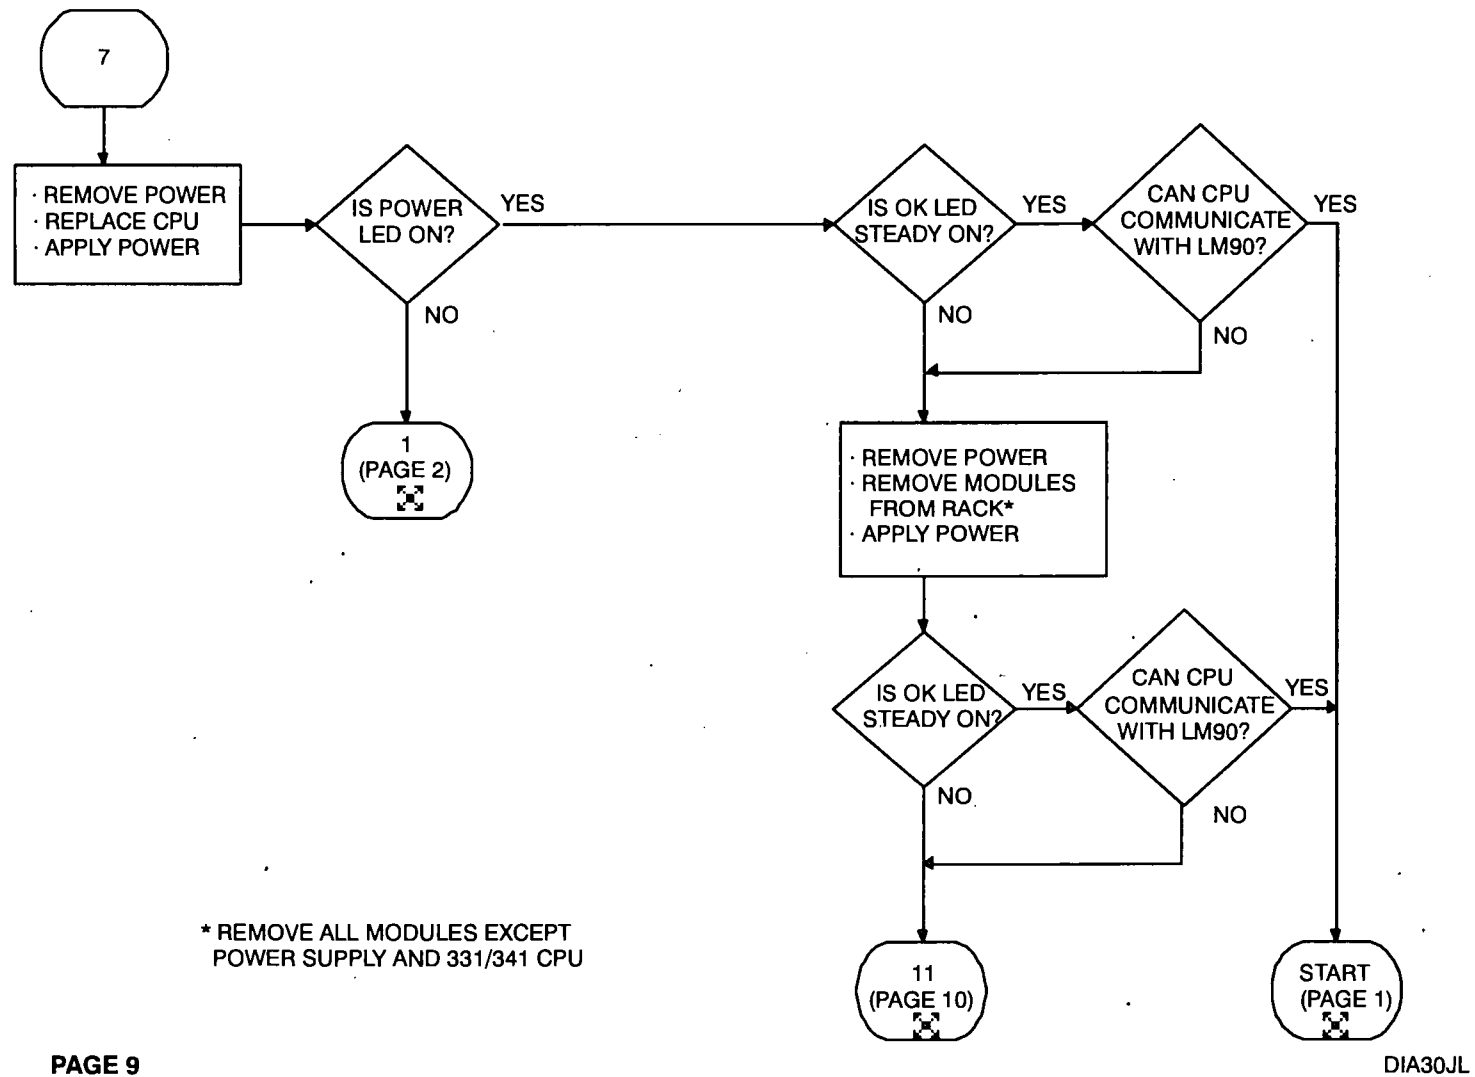 7
· REMOVE POWER
· REPLACE CPU
· APPLY POWER
IS POWER
LED ON?
YES
NO
1
(PAGE 2)
IS OK LED
STEADY ON?
YES
NO
CAN CPU
COMMUNICATE
WITH LM90?
YES
NO
· REMOVE POWER
· REMOVE MODULES
FROM RACK*
· APPLY POWER
IS OK LED
STEADY ON?
YES
NO
CAN CPU
COMMUNICATE
WITH LM90?
YES
NO
11
(PAGE 10)
START
(PAGE 1)
* REMOVE ALL MODULES EXCEPT
POWER SUPPLY AND 331/341 CPU
PAGE 9
DIA30JL